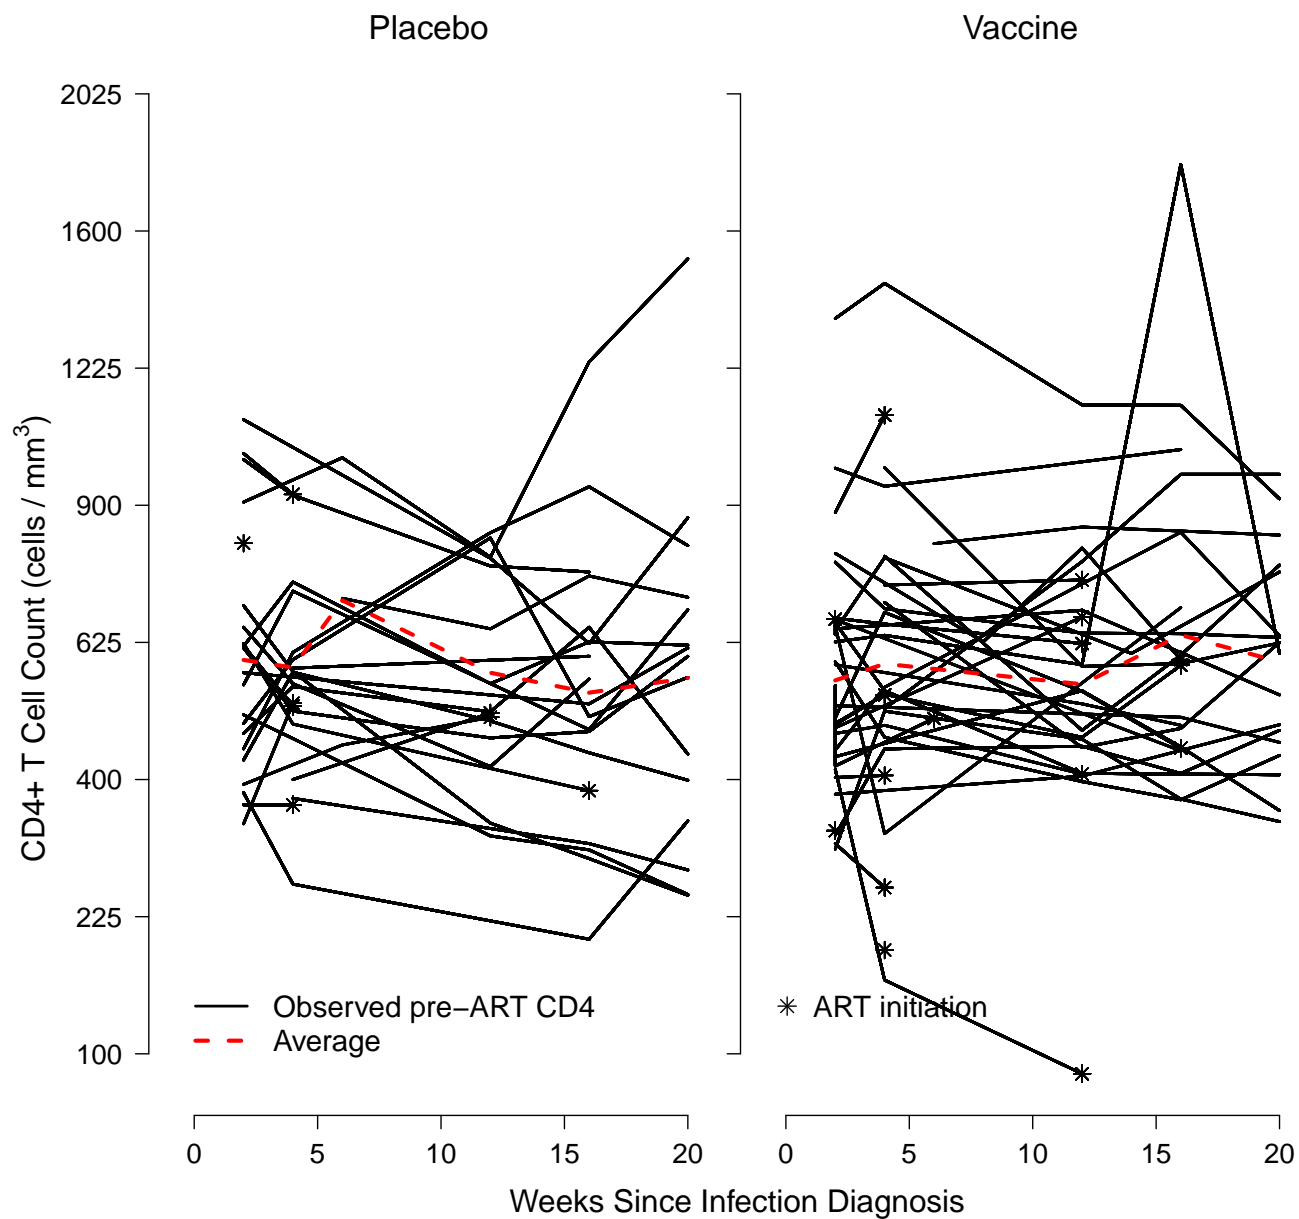 Placebo
Vaccine
2025
1600
1225
900
625
400
225
100
CD4+ T Cell Count (cells / mm³)
Observed pre−ART CD4
Average
ART initiation
0 5 10 15 20
0 5 10 15 20
Weeks Since Infection Diagnosis